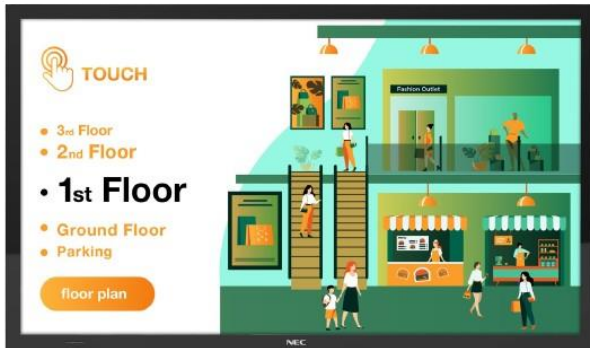 TOUCH
3rd Floor
2nd Floor
1st Floor
Ground Floor
Parking
floor plan
Fashion Outlet
NEC